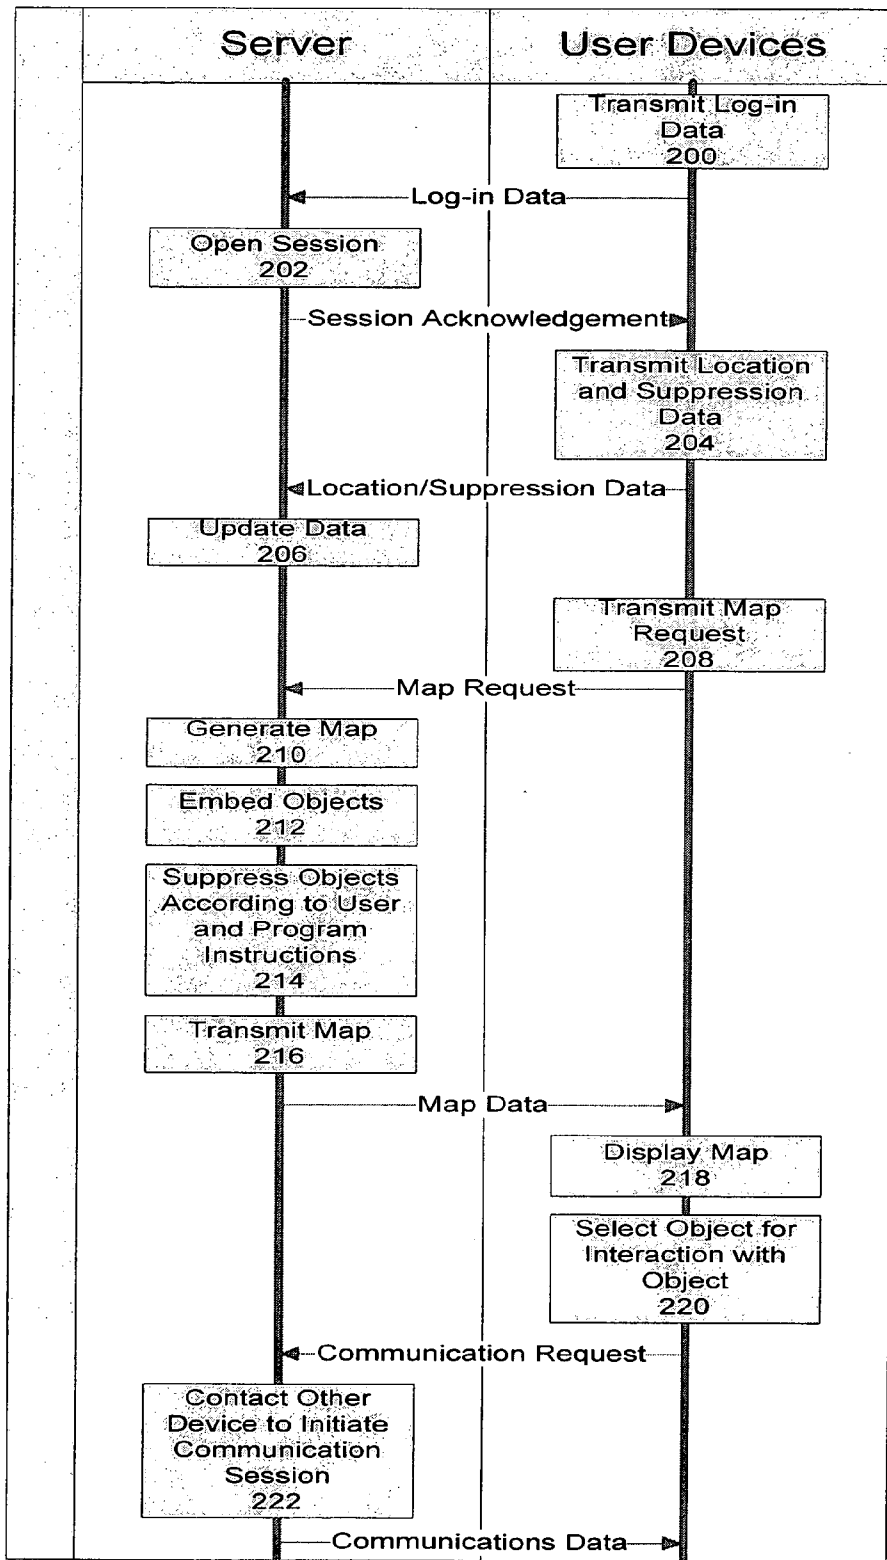 Server
User Devices
Transmit Log-in
Data
200
Log-in Data
Open Session
202
Session Acknowledgement
Transmit Location
and Suppression
Data
204
Location/Suppression Data
Update Data
206
Transmit Map
Request
208
Map Request
Generate Map
210
Embed Objects
212
Suppress Objects
According to User
and Program
Instructions
214
Transmit Map
216
Map Data
Display Map
218
Select Object for
Interaction with
Object
220
Communication Request
Contact Other
Device to Initiate
Communication
Session
222
Communications Data